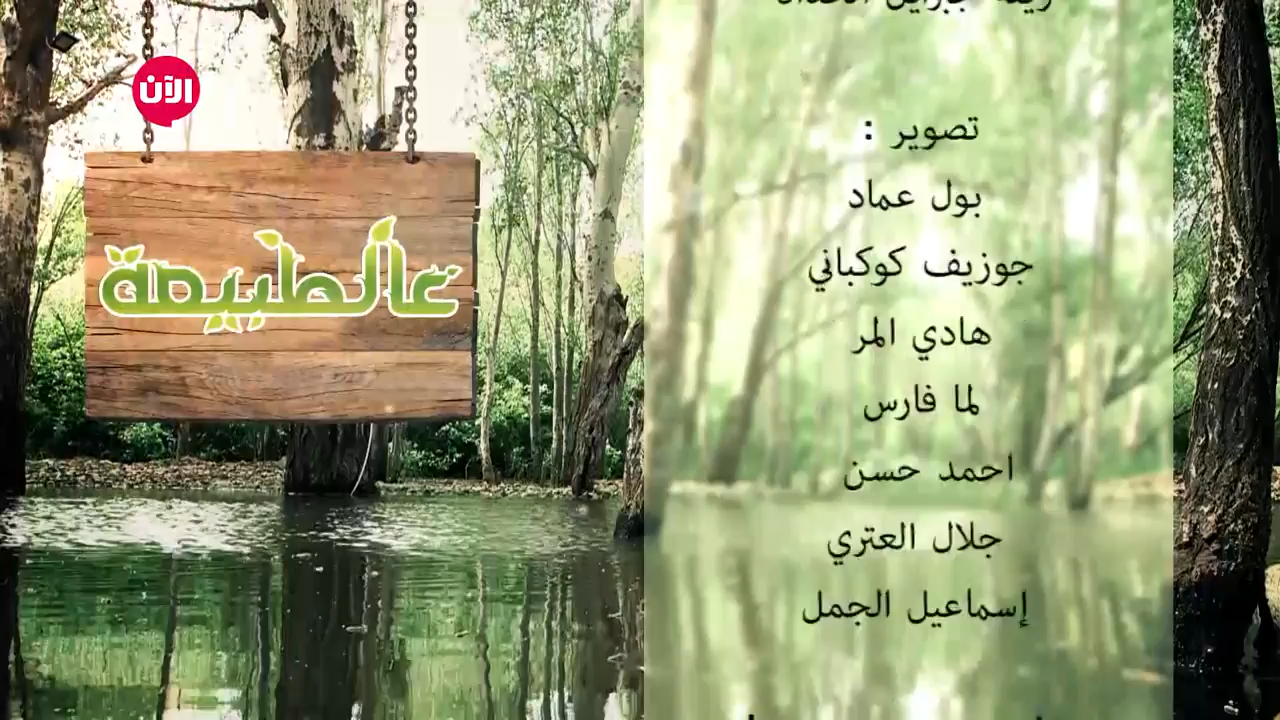 الآن
عالطبيعة
تصوير :
بول عماد
جوزيف كوكباني
هادي المر
لما فارس
احمد حسن
جلال العتري
إسماعيل الجمل